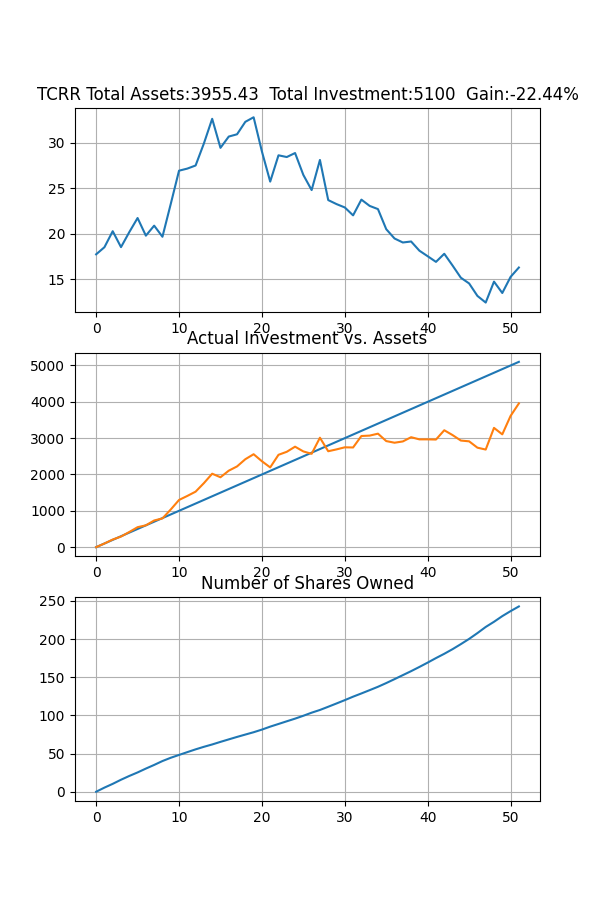 TCRR Total Assets:3955.43  Total Investment:5100  Gain:-22.44%
30
25
20
15
0 10 20 30 40 50
Actual Investment vs. Assets
5000
4000
3000
2000
1000
0
0 10 20 30 40 50
Number of Shares Owned
250
200
150
100
50
0
0 10 20 30 40 50